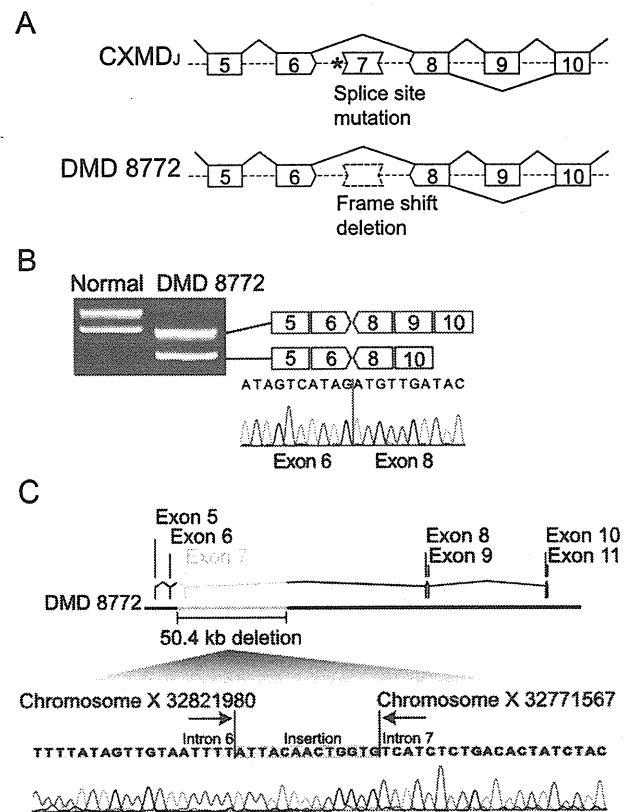 A
CXMDJ
5 6 * 7 8 9 10
Splice site
mutation
DMD 8772
5 6 8 9 10
Frame shift
deletion
B
Normal DMD 8772
5 6 8 9 10
5 6 8 10
ATAGTCATAGATGTTGATAC
Exon 6 Exon 8
C
Exon 5
Exon 6
Exon 7
Exon 8
Exon 9
Exon 10
Exon 11
DMD 8772
50.4 kb deletion
Chromosome X 32821980 Chromosome X 32771567
Intron 6 Insertion Intron 7
TTTTATAGTTGTAATTTTATTACAACTGGTGTCATCTCTGACACTATCTAC